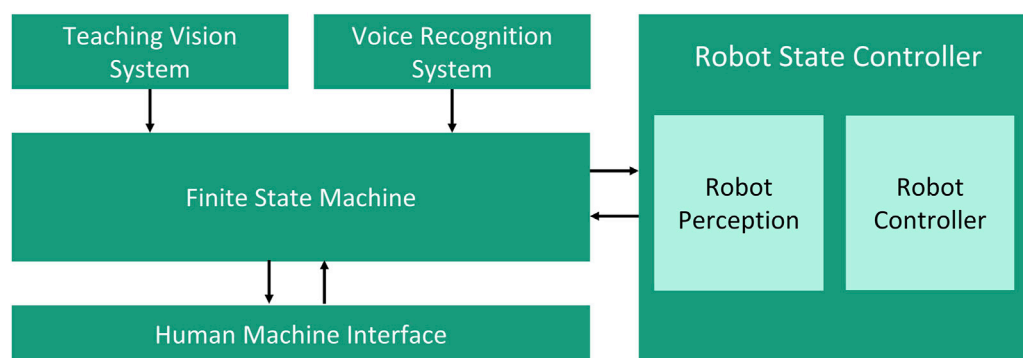 Teaching Vision
System
Voice Recognition
System
Robot State Controller
Finite State Machine
Robot
Perception
Robot
Controller
Human Machine Interface